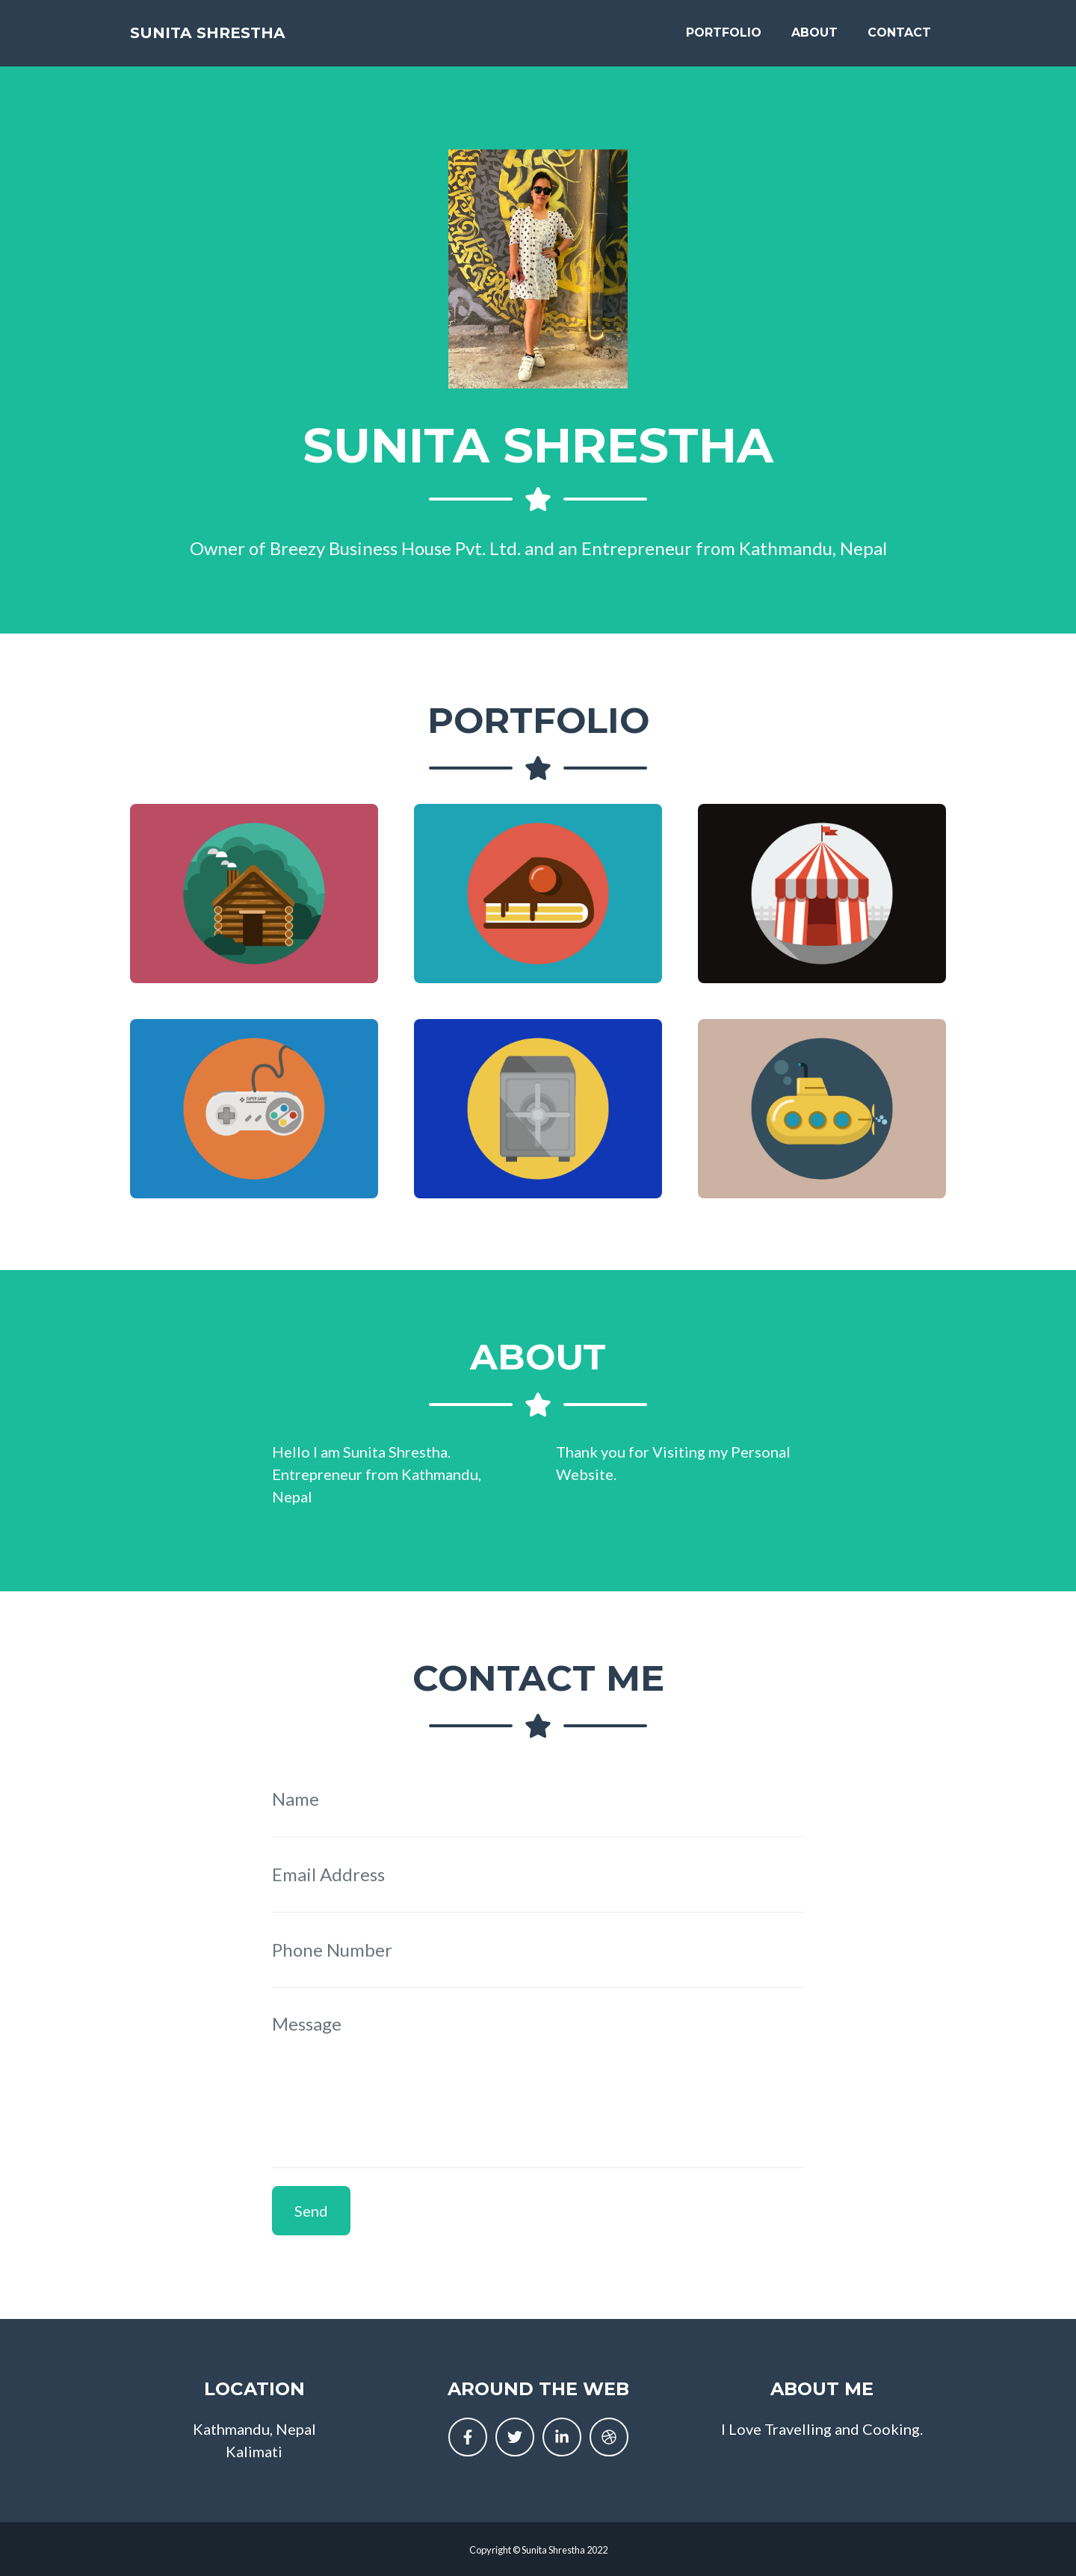 SUNITA SHRESTHA
PORTFOLIO
ABOUT
CONTACT
SUNITA SHRESTHA
Owner of Breezy Business House Pvt. Ltd. and an Entrepreneur from Kathmandu, Nepal
PORTFOLIO
SUPER GAME
ABOUT
Hello I am Sunita Shrestha.
Entrepreneur from Kathmandu,
Nepal
Thank you for Visiting my Personal
Website.
CONTACT ME
Name
Email Address
Phone Number
Message
Send
LOCATION
Kathmandu, Nepal
Kalimati
AROUND THE WEB
ABOUT ME
I Love Travelling and Cooking.
Copyright © Sunita Shrestha 2022